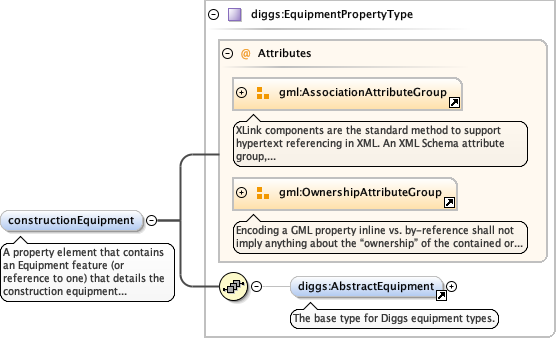 diggs:EquipmentPropertyType
@ Attributes
gml:AssociationAttributeGroup
XLink components are the standard method to support
hypertext referencing in XML. An XML Schema attribute
group,...
gml:OwnershipAttributeGroup
Encoding a GML property inline vs. by-reference shall not
imply anything about the “ownership” of the contained or...
constructionEquipment
A property element that contains
an Equipment feature (or
reference to one) that details the
construction equipment...
diggs:AbstractEquipment
The base type for Diggs equipment types.